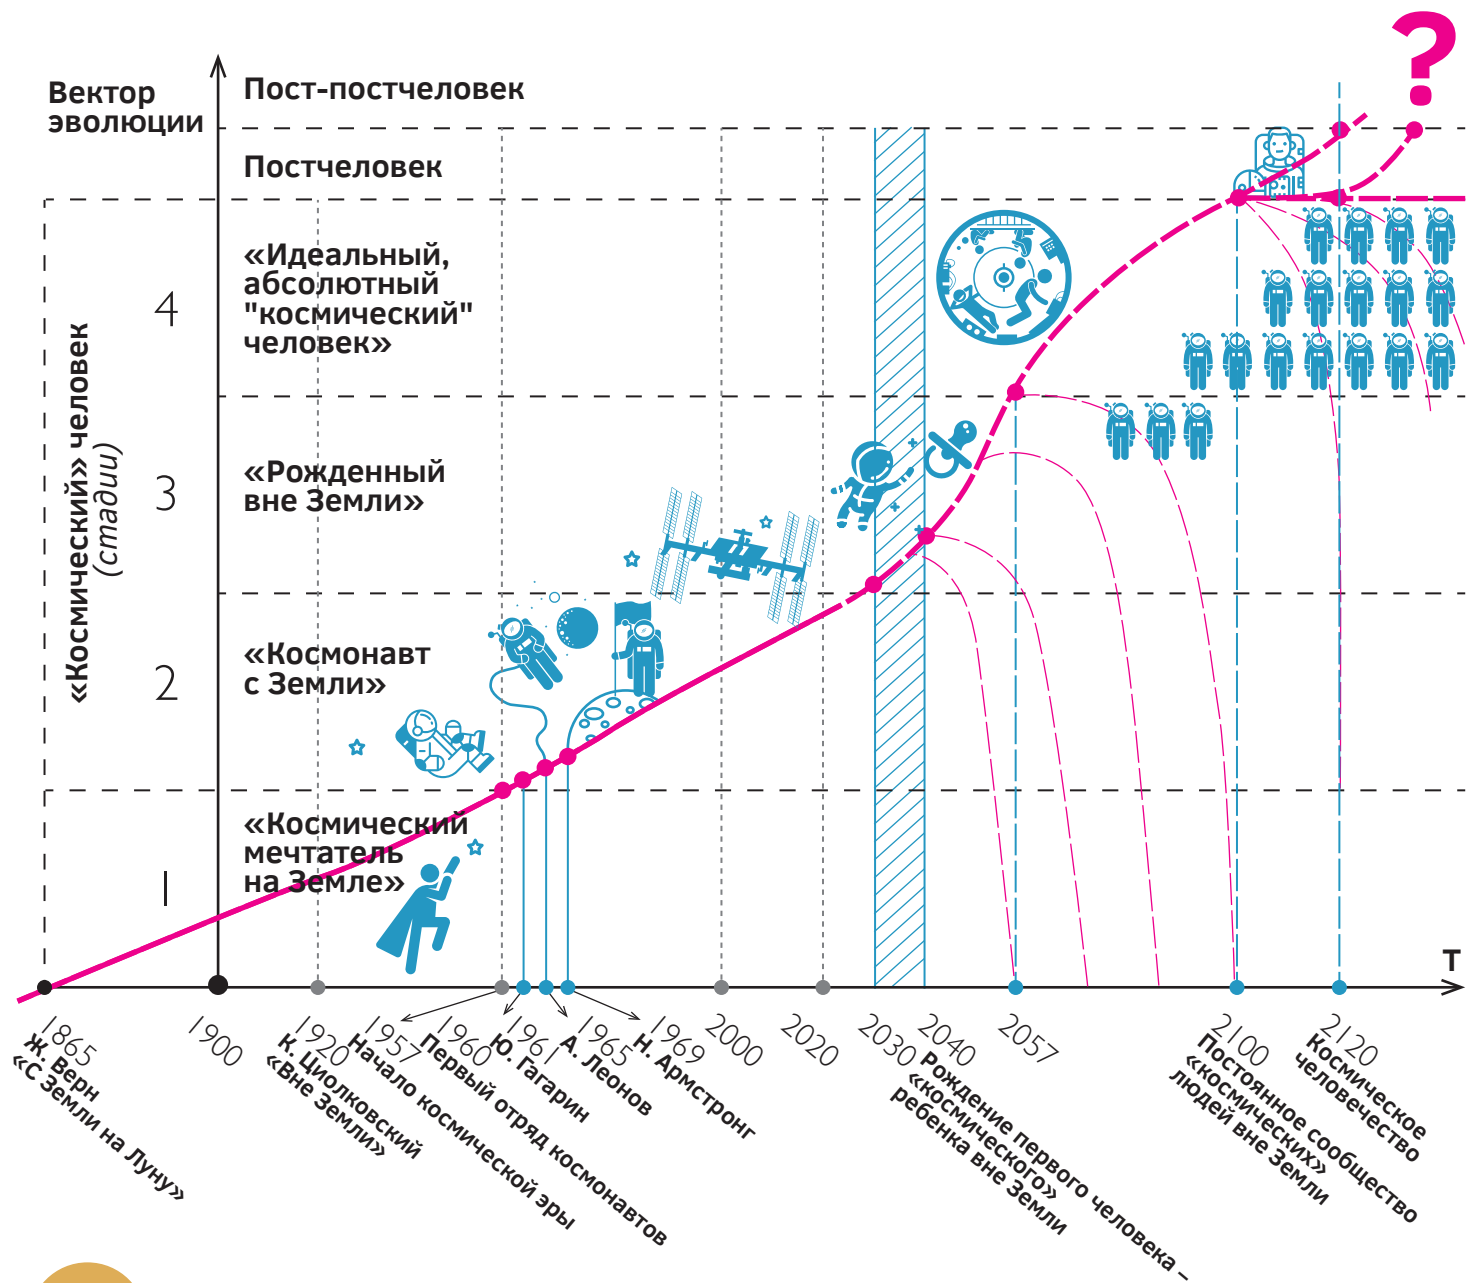 ?
Вектор
эволюции
Пост-постчеловек
Постчеловек
«Космический» человек
(стадии)
4
«Идеальный,
абсолютный
"космический"
человек»
3
«Рожденный
вне Земли»
2
«Космонавт
с Земли»
1
«Космический
мечтатель
на Земле»
Т
1865
Ж. Верн
«С Земли на Луну»
1900
1920
К. Циолковский
«Вне Земли»
1957
Начало космической эры
1960
Первый отряд космонавтов
1961
Ю. Гагарин
1965
А. Леонов
1969
Н. Армстронг
2000
2020
2030
2040
Рождение первого человека –
«космического»
ребенка вне Земли
2057
2100
Постоянное сообщество
«космических»
людей вне Земли
2120
Космическое
человечество